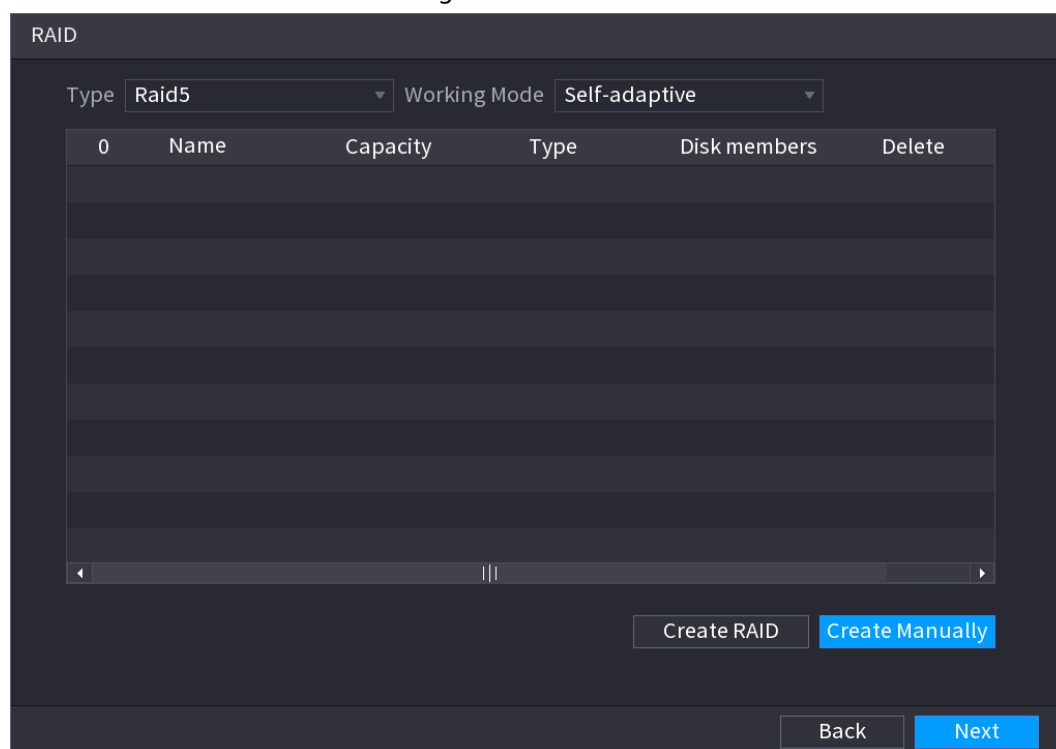 RAID
Type Raid5 Working Mode Self-adaptive
0 Name Capacity Type Disk members Delete
Create RAID Create Manually
Back Next